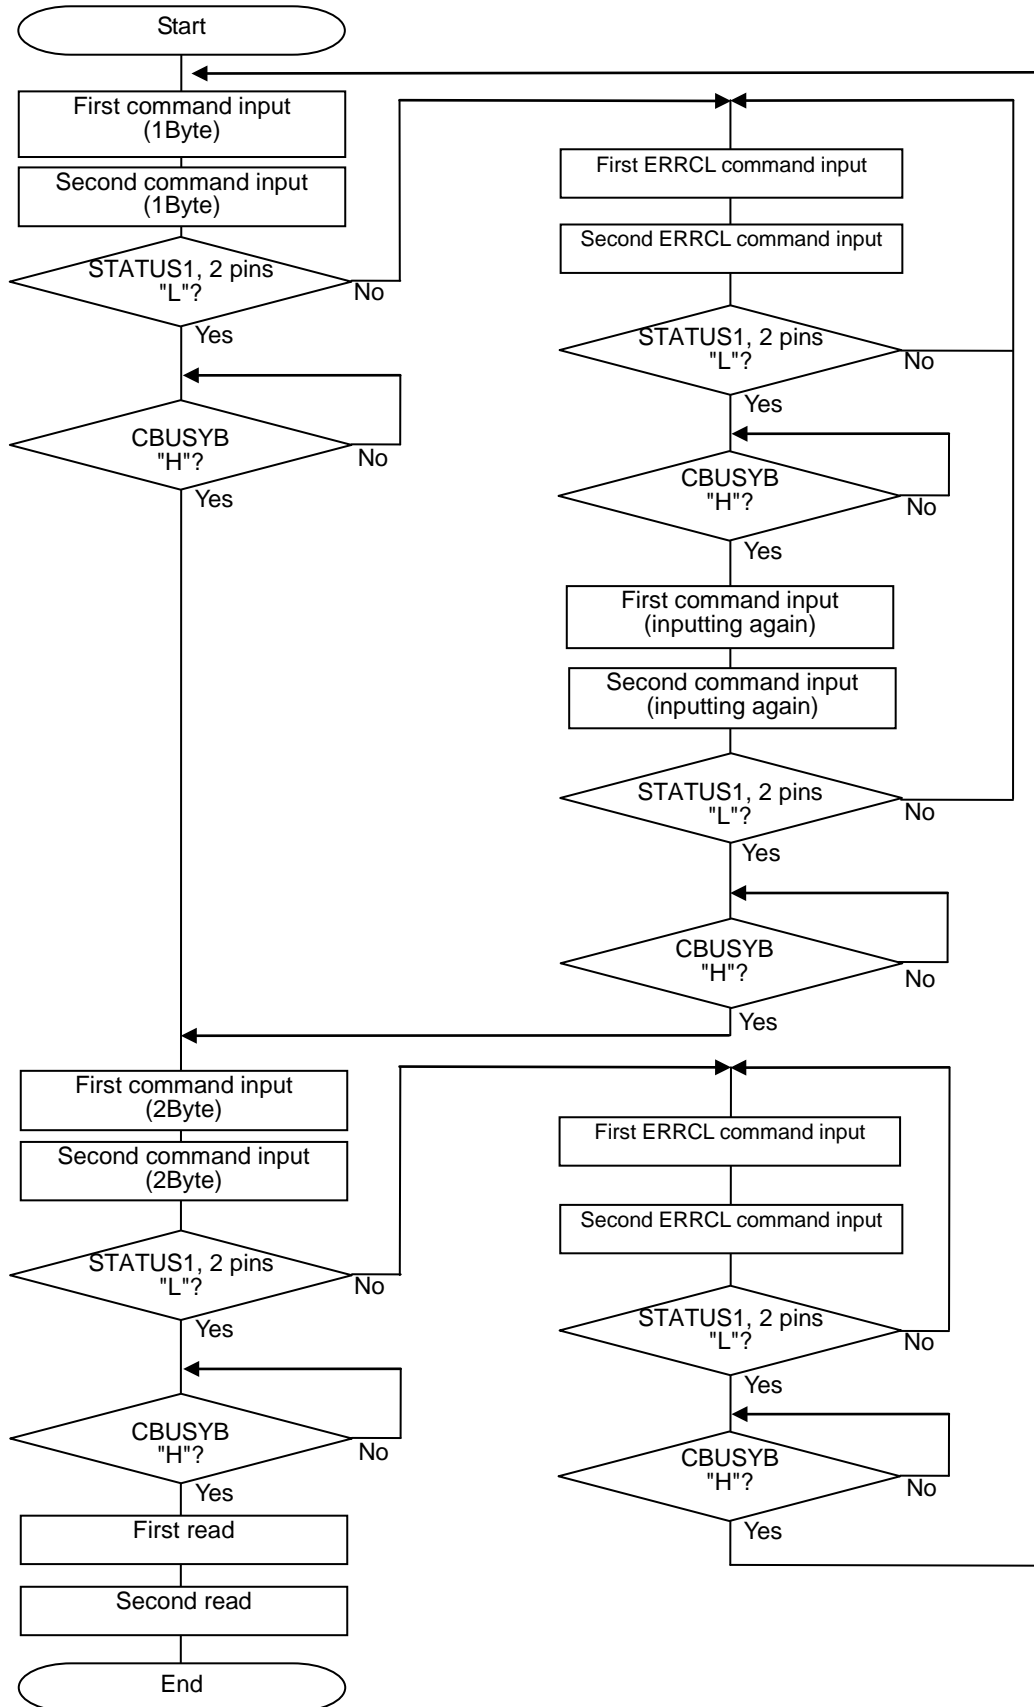 Start
First command input
(1Byte)
Second command input
(1Byte)
STATUS1, 2 pins
"L"?
No
Yes
CBUSYB
"H"?
No
Yes
First ERRCL command input
Second ERRCL command input
STATUS1, 2 pins
"L"?
No
Yes
CBUSYB
"H"?
No
Yes
First command input
(inputting again)
Second command input
(inputting again)
STATUS1, 2 pins
"L"?
No
Yes
CBUSYB
"H"?
No
Yes
First command input
(2Byte)
Second command input
(2Byte)
STATUS1, 2 pins
"L"?
No
Yes
CBUSYB
"H"?
No
Yes
First read
Second read
End
First ERRCL command input
Second ERRCL command input
STATUS1, 2 pins
"L"?
No
Yes
CBUSYB
"H"?
No
Yes